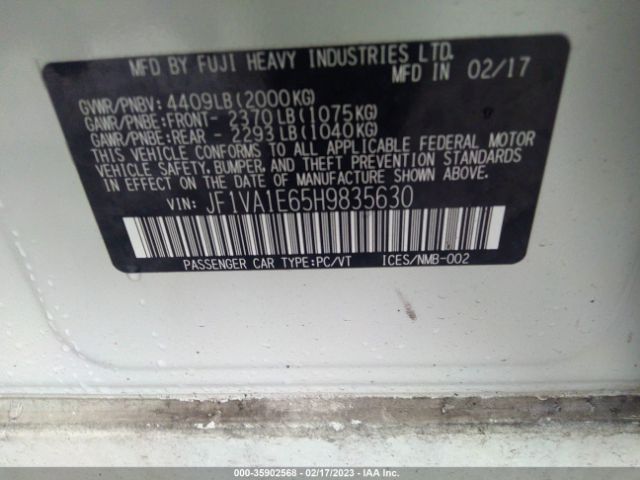 MFD BY FUJI HEAVY INDUSTRIES LTD.
MFD IN 02/17
GVWR/PNBV: 4409LB(2000KG)
GAWR/PNBE:FRONT- 2370LB(1075KG)
GAWR/PNBE:REAR - 2293LB(1040KG)
THIS VEHICLE CONFORMS TO ALL APPLICABLE FEDERAL MOTOR
VEHICLE SAFETY, BUMPER, AND THEFT PREVENTION STANDARDS
IN EFFECT ON THE DATE OF MANUFACTURE SHOWN ABOVE.
VIN: JF1VA1E65H9835630
PASSENGER CAR TYPE:PC/VT ICES/NMB-002
000-35902568 - 02/17/2023 - IAA Inc.